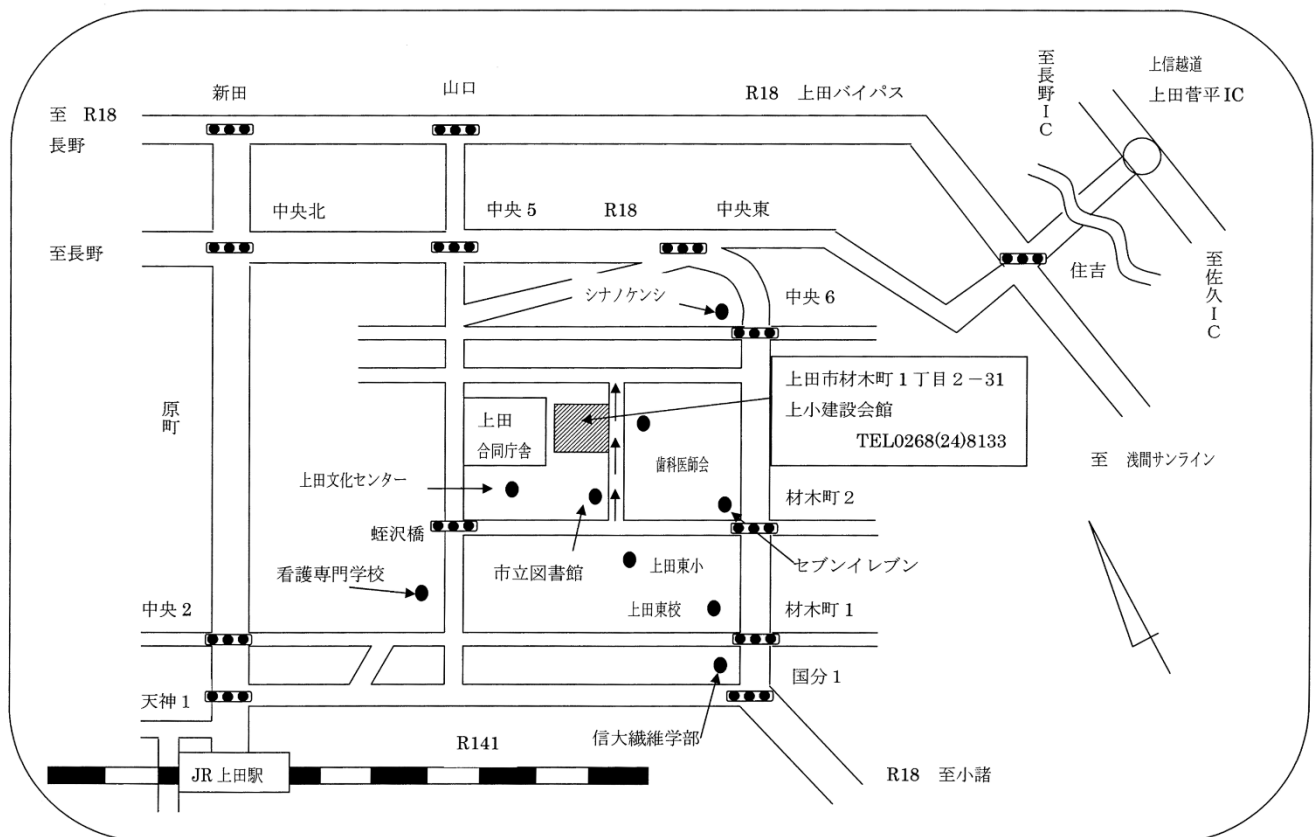 上信越道
上田菅平IC
至長野IC
新田
山口
R18 上田バイパス
至 R18
長野
中央北
中央5
R18
中央東
至長野
住吉
至佐久IC
シナノケンシ
中央6
上田市材木町1丁目2-31
上小建設会館
TEL0268(24)8133
原町
上田
合同庁舎
歯科医師会
至 浅間サンライン
上田文化センター
材木町2
蛭沢橋
看護専門学校
市立図書館
上田東小
セブンイレブン
中央2
上田東校
材木町1
天神1
国分1
信大繊維学部
R141
JR上田駅
R18 至小諸